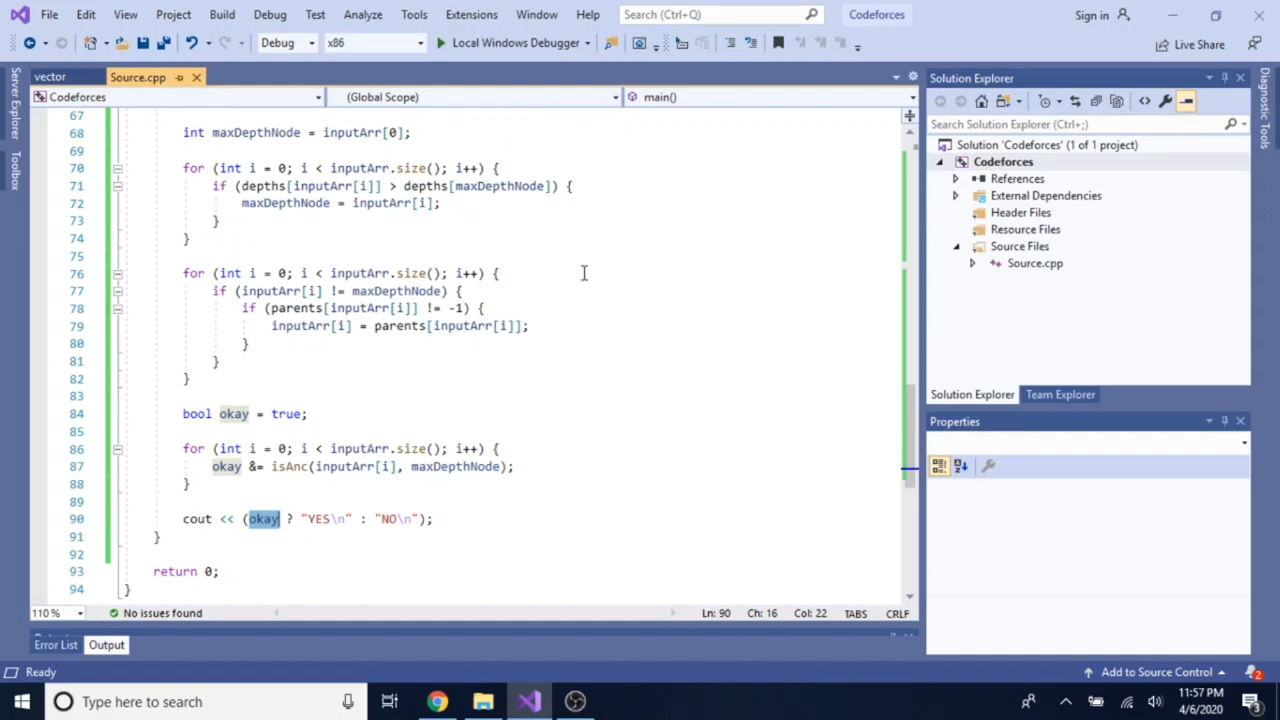 File Edit View Project Build Debug Test Analyze Tools Extensions Window Help Search (Ctrl+Q) Codeforces Sign in
Debug x86 Local Windows Debugger Live Share
Server Explorer
Toolbox
vector Source.cpp
Codeforces (Global Scope) main()
67
68 int maxDepthNode = inputArr[0];
69
70 for (int i = 0; i < inputArr.size(); i++) {
71 if (depths[inputArr[i]] > depths[maxDepthNode]) {
72 maxDepthNode = inputArr[i];
73 }
74 }
75
76 for (int i = 0; i < inputArr.size(); i++) {
77 if (inputArr[i] != maxDepthNode) {
78 if (parents[inputArr[i]] != -1) {
79 inputArr[i] = parents[inputArr[i]];
80 }
81 }
82 }
83
84 bool okay = true;
85
86 for (int i = 0; i < inputArr.size(); i++) {
87 okay &= isAnc(inputArr[i], maxDepthNode);
88 }
89
90 cout << (okay ? "YES\n" : "NO\n");
91 }
92
93 return 0;
94 }
110 % No issues found Ln: 90 Ch: 16 Col: 22 TABS CRLF
Error List Output
Solution Explorer
Search Solution Explorer (Ctrl+;)
Solution 'Codeforces' (1 of 1 project)
Codeforces
References
External Dependencies
Header Files
Resource Files
Source Files
Source.cpp
Solution Explorer Team Explorer
Properties
Diagnostic Tools
Ready Add to Source Control 2
Type here to search
11:57 PM
4/6/2020
3